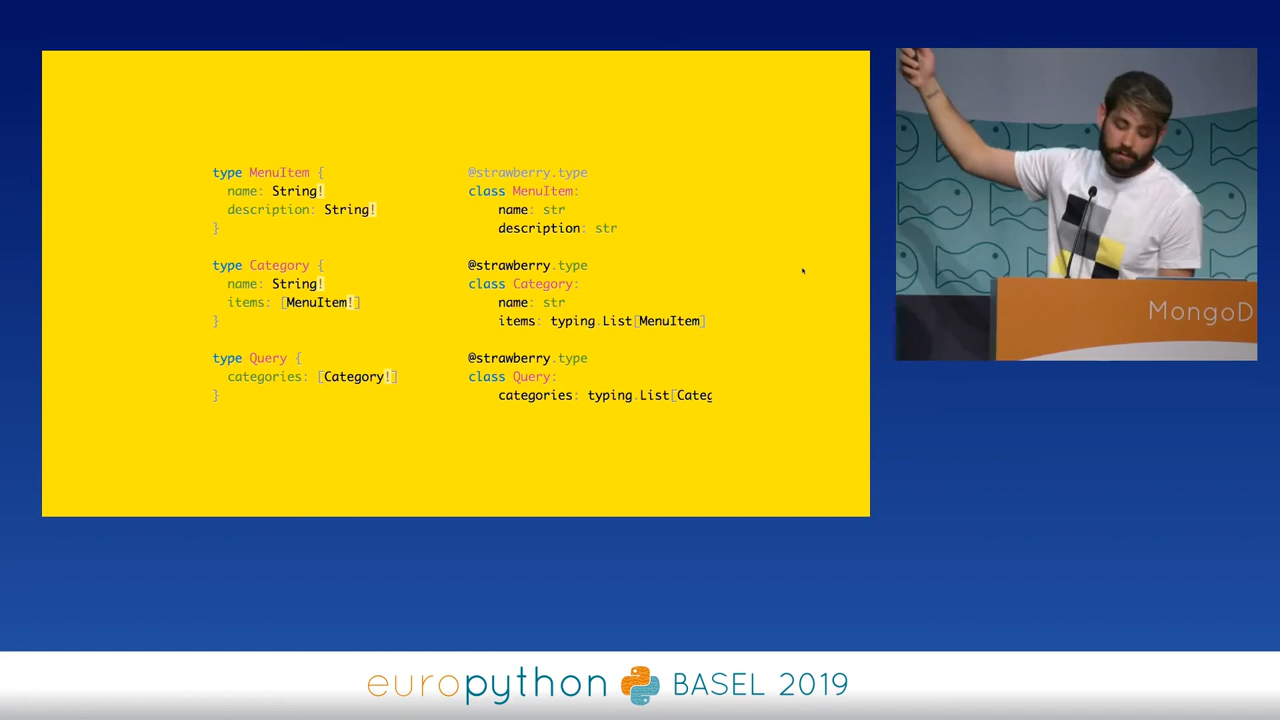 type MenuItem {
  name: String!
  description: String!
}
type Category {
  name: String!
  items: [MenuItem!]
}
type Query {
  categories: [Category!]
}
@strawberry.type
class MenuItem:
    name: str
    description: str
@strawberry.type
class Category:
    name: str
    items: typing.List[MenuItem]
@strawberry.type
class Query:
    categories: typing.List[Categ
MongoD
europython BASEL 2019